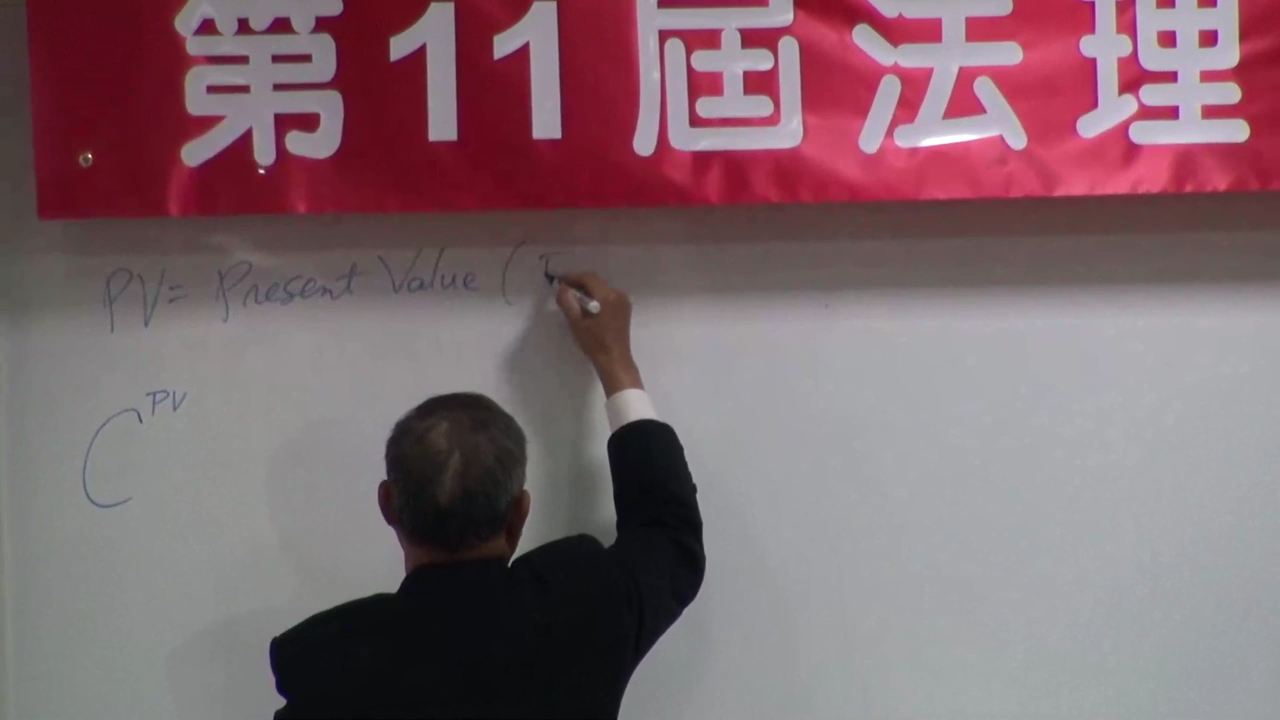 第11屆法理
PV= Present Value (
C^PV